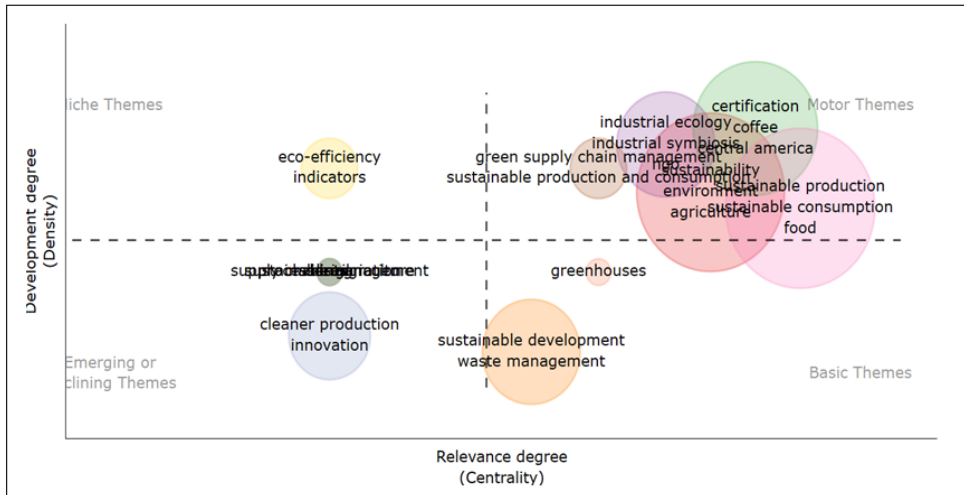 liche Themes
Motor Themes
certification
coffee
central america
industrial ecology
industrial symbiosis
ngo
eco-efficiency
indicators
green supply chain management
sustainable production and consumption
sustainability
environment
agriculture
sustainable production
sustainable consumption
food
greenhouses
cleaner production
innovation
sustainable development
waste management
Emerging or
clining Themes
Basic Themes
Development degree
(Density)
Relevance degree
(Centrality)